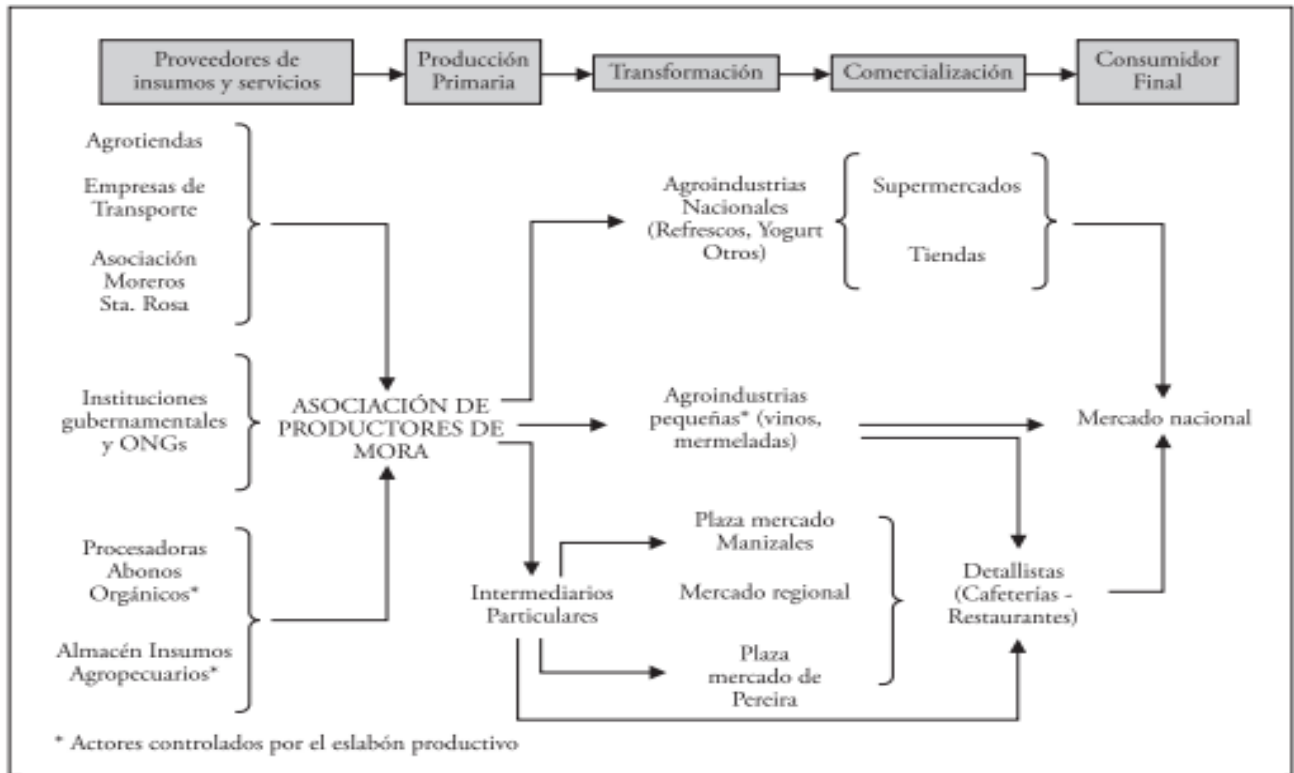 Proveedores de
insumos y servicios
Producción
Primaria
Transformación
Comercialización
Consumidor
Final
Agrotiendas
Empresas de
Transporte
Asociación
Moreros
Sta. Rosa
Instituciones
gubernamentales
y ONGs
Procesadoras
Abonos
Orgánicos*
Almacén Insumos
Agropecuarios*
ASOCIACIÓN DE
PRODUCTORES DE
MORA
Intermediarios
Particulares
Agroindustrias
Nacionales
(Refrescos, Yogurt
Otros)
Agroindustrias
pequeñas* (vinos,
mermeladas)
Plaza mercado
Manizales
Mercado regional
Plaza
mercado de
Pereira
Supermercados
Tiendas
Detallistas
(Cafeterías -
Restaurantes)
Mercado nacional
* Actores controlados por el eslabón productivo